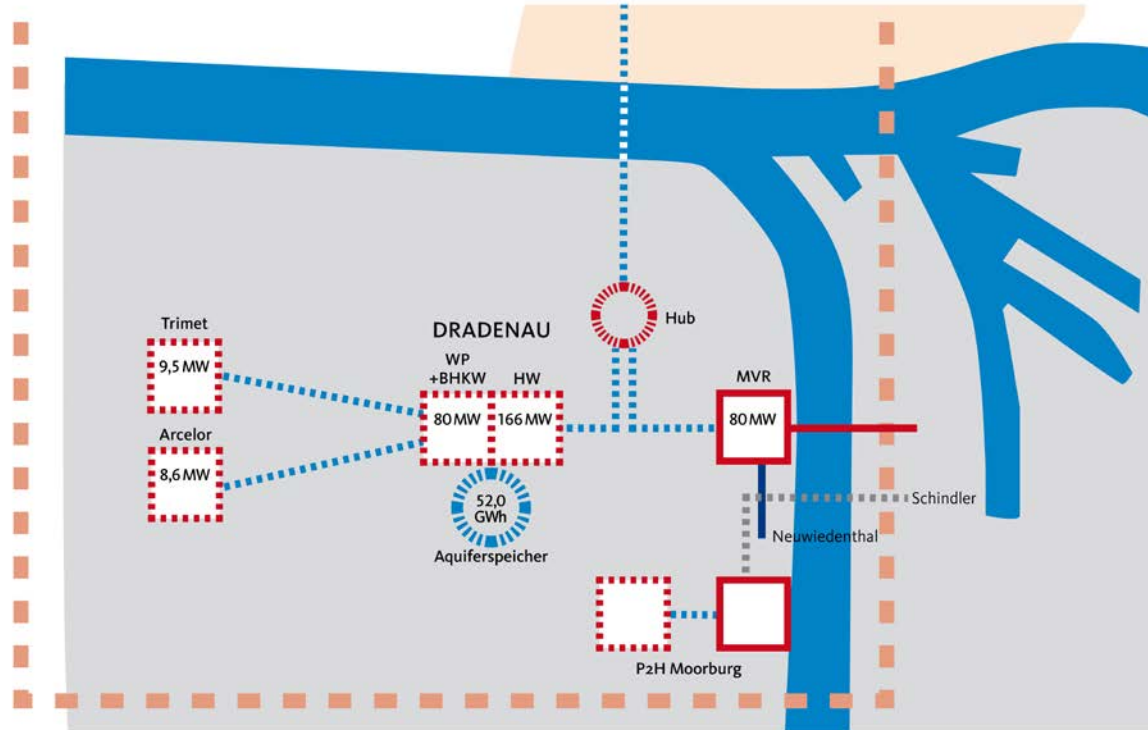 Trimet
9,5 MW
Arcelor
8,6 MW
DRADENAU
WP
+BHKW
HW
80 MW
166 MW
52,0
GWh
Aquiferspeicher
Hub
MVR
80 MW
Schindler
Neuwiedenthal
P2H Moorburg